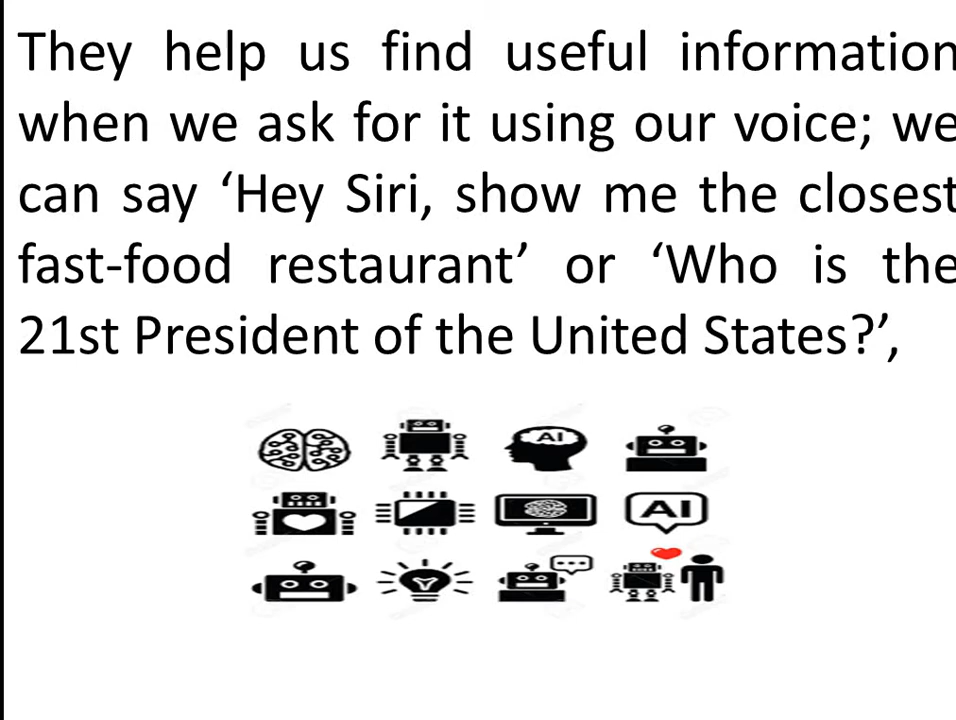 They help us find useful information
when we ask for it using our voice; we
can say ‘Hey Siri, show me the closest
fast-food restaurant’ or ‘Who is the
21st President of the United States?’,
AI
AI